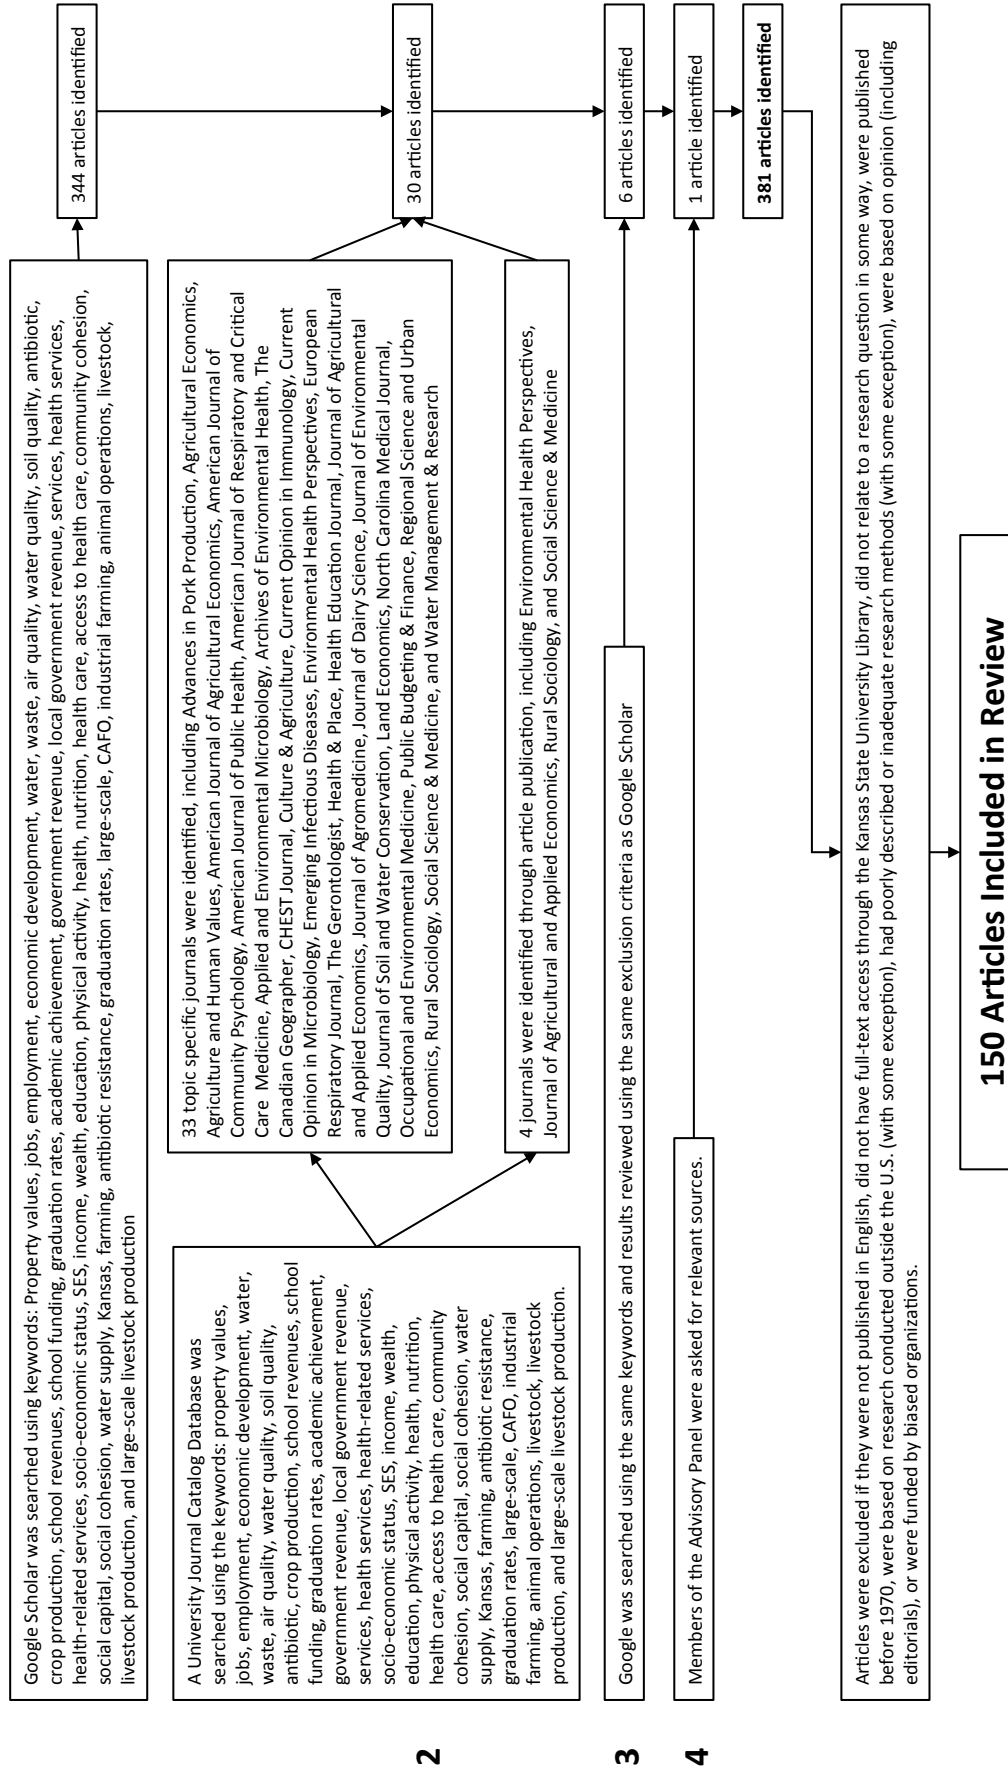 Google Scholar was searched using keywords: Property values, jobs, employment, economic development, water, waste, air quality, water quality, soil quality, antibiotic,
crop production, school revenues, school funding, graduation rates, academic achievement, government revenue, local government revenue, services, health services,
health-related services, socio-economic status, SES, income, wealth, education, physical activity, health, nutrition, health care, access to health care, community cohesion,
social capital, social cohesion, water supply, Kansas, farming, antibiotic resistance, graduation rates, large-scale, CAFO, industrial farming, animal operations, livestock,
livestock production, and large-scale livestock production
344 articles identified
2
A University Journal Catalog Database was
searched using the keywords: property values,
jobs, employment, economic development, water,
waste, air quality, water quality, soil quality,
antibiotic, crop production, school revenues, school
funding, graduation rates, academic achievement,
government revenue, local government revenue,
services, health services, health-related services,
socio-economic status, SES, income, wealth,
education, physical activity, health, nutrition,
health care, access to health care, community
cohesion, social capital, social cohesion, water
supply, Kansas, farming, antibiotic resistance,
graduation rates, large-scale, CAFO, industrial
farming, animal operations, livestock, livestock
production, and large-scale livestock production.
33 topic specific journals were identified, including Advances in Pork Production, Agricultural Economics,
Agriculture and Human Values, American Journal of Agricultural Economics, American Journal of
Community Psychology, American Journal of Public Health, American Journal of Respiratory and Critical
Care  Medicine, Applied and Environmental Microbiology, Archives of Environmental Health, The
Canadian Geographer, CHEST Journal, Culture & Agriculture, Current Opinion in Immunology, Current
Opinion in Microbiology, Emerging Infectious Diseases, Environmental Health Perspectives, European
Respiratory Journal, The Gerontologist, Health & Place, Health Education Journal, Journal of Agricultural
and Applied Economics, Journal of Agromedicine, Journal of Dairy Science, Journal of Environmental
Quality, Journal of Soil and Water Conservation, Land Economics, North Carolina Medical Journal,
Occupational and Environmental Medicine, Public Budgeting & Finance, Regional Science and Urban
Economics, Rural Sociology, Social Science & Medicine, and Water Management & Research
4 journals were identified through article publication, including Environmental Health Perspectives,
Journal of Agricultural and Applied Economics, Rural Sociology, and Social Science & Medicine
30 articles identified
3
Google was searched using the same keywords and results reviewed using the same exclusion criteria as Google Scholar
6 articles identified
4
Members of the Advisory Panel were asked for relevant sources.
1 article identified
381 articles identified
Articles were excluded if they were not published in English, did not have full-text access through the Kansas State University Library, did not relate to a research question in some way, were published
before 1970, were based on research conducted outside the U.S. (with some exception), had poorly described or inadequate research methods (with some exception), were based on opinion (including
editorials), or were funded by biased organizations.
150 Articles Included in Review